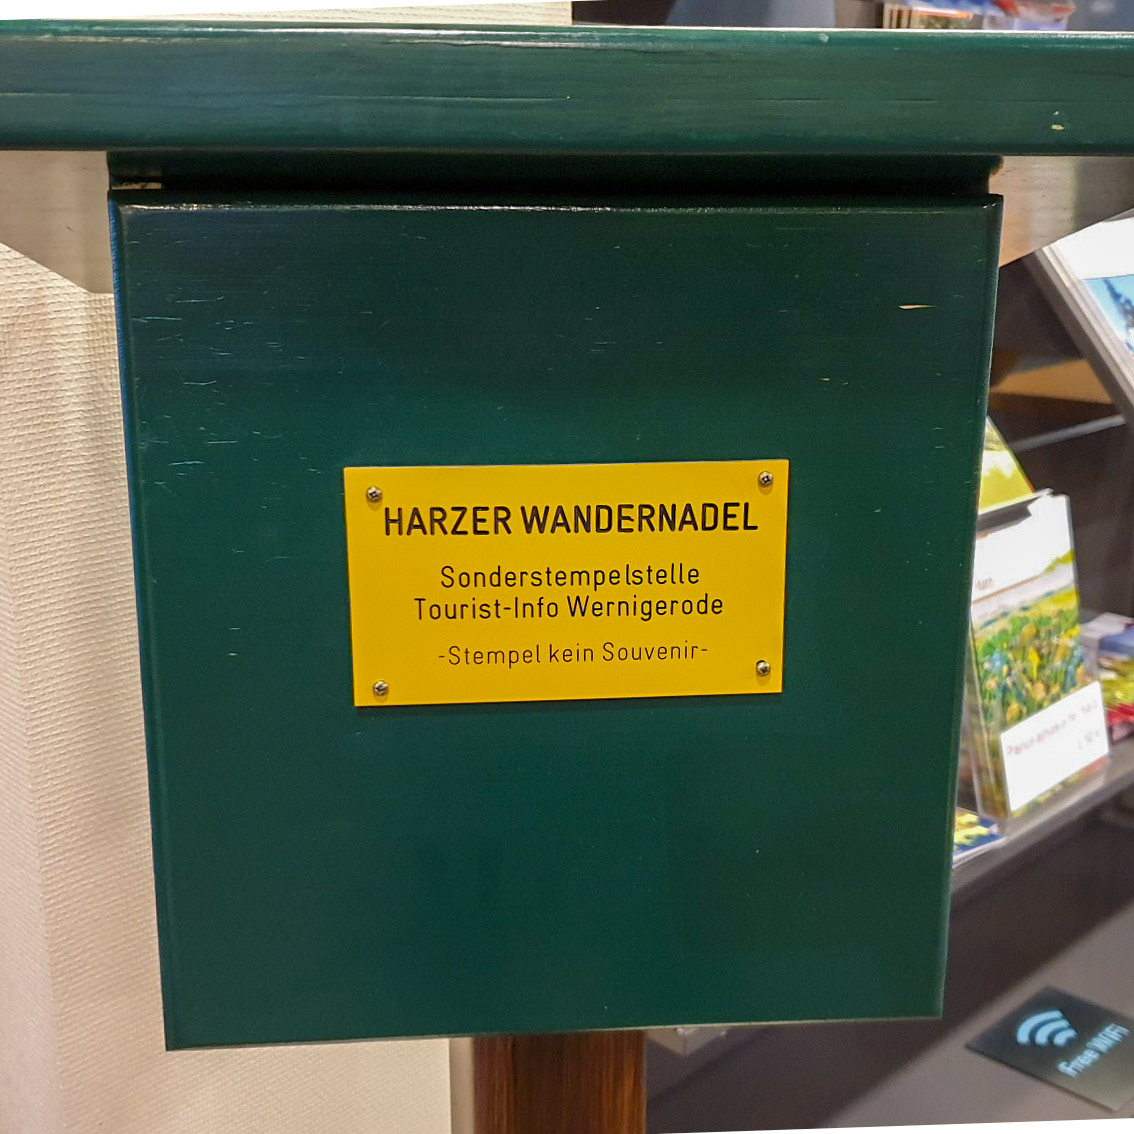 HARZER WANDERNADEL
Sonderstempelstelle
Tourist-Info Wernigerode
-Stempel kein Souvenir-
Free WiFi